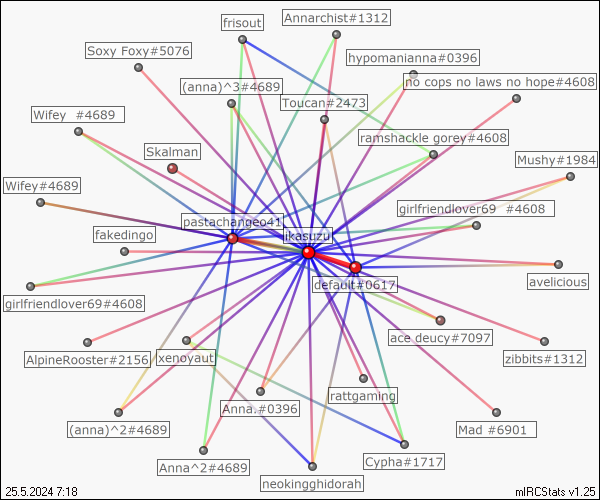 Annarchist#1312
frisout
Soxy Foxy#5076
hypomanianna#0396
no cops no laws no hope#4608
(anna)^3#4689
Toucan#2473
Wifey  #4689
ramshackle gorey#4608
Skalman
Mushy#1984
Wifey#4689
girlfriendlover69  #4608
pastachangeo41
ikasuzu
fakedingo
avelicious
default#0617
girlfriendlover69#4608
ace deucy#7097
AlpineRooster#2156
xenoyaut
zibbits#1312
rattgaming
Anna.#0396
(anna)^2#4689
Mad #6901
Cypha#1717
Anna^2#4689
neokingghidorah
25.5.2024 7:18
mIRCStats v1.25